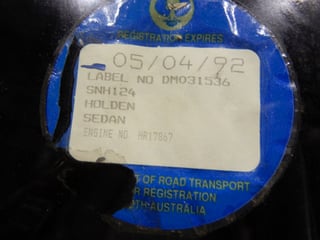 REGISTRATION EXPIRES
05/04/92
LABEL NO DM031536
SNH124
HOLDEN
SEDAN
ENGINE NO HR17867
OF ROAD TRANSPORT
REGISTRATION
AUSTRALIA